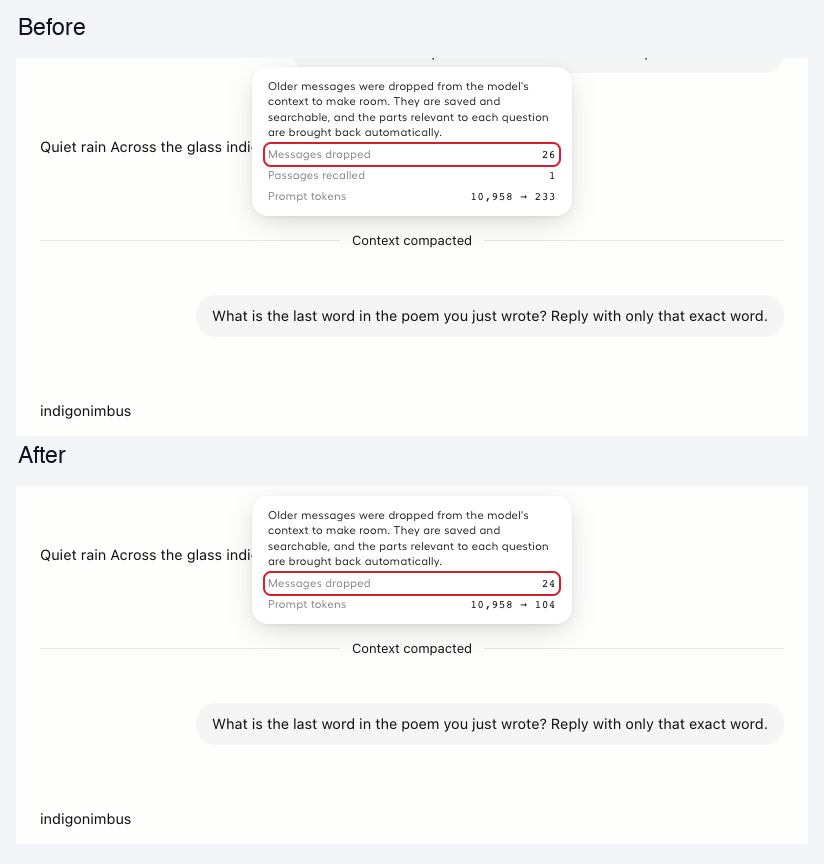 Before
Older messages were dropped from the model's
context to make room. They are saved and
searchable, and the parts relevant to each question
are brought back automatically.
Quiet rain Across the glass indi
Messages dropped 26
Passages recalled 1
Prompt tokens 10,958 → 233
Context compacted
What is the last word in the poem you just wrote? Reply with only that exact word.
indigonimbus
After
Older messages were dropped from the model's
context to make room. They are saved and
searchable, and the parts relevant to each question
are brought back automatically.
Quiet rain Across the glass indi
Messages dropped 24
Prompt tokens 10,958 → 104
Context compacted
What is the last word in the poem you just wrote? Reply with only that exact word.
indigonimbus